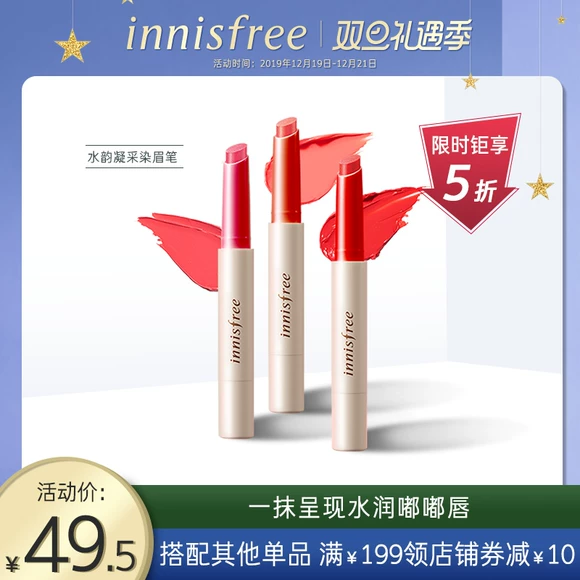 innisfree 双旦礼遇季
活动时间：2019年12月19日-12月21日
水韵凝采染眉笔
限时钜享
5折
innisfree
innisfree
innisfree
活动价：
¥49.5
一抹呈现水润嘟嘟唇
搭配其他单品 满¥199领店铺券减¥10